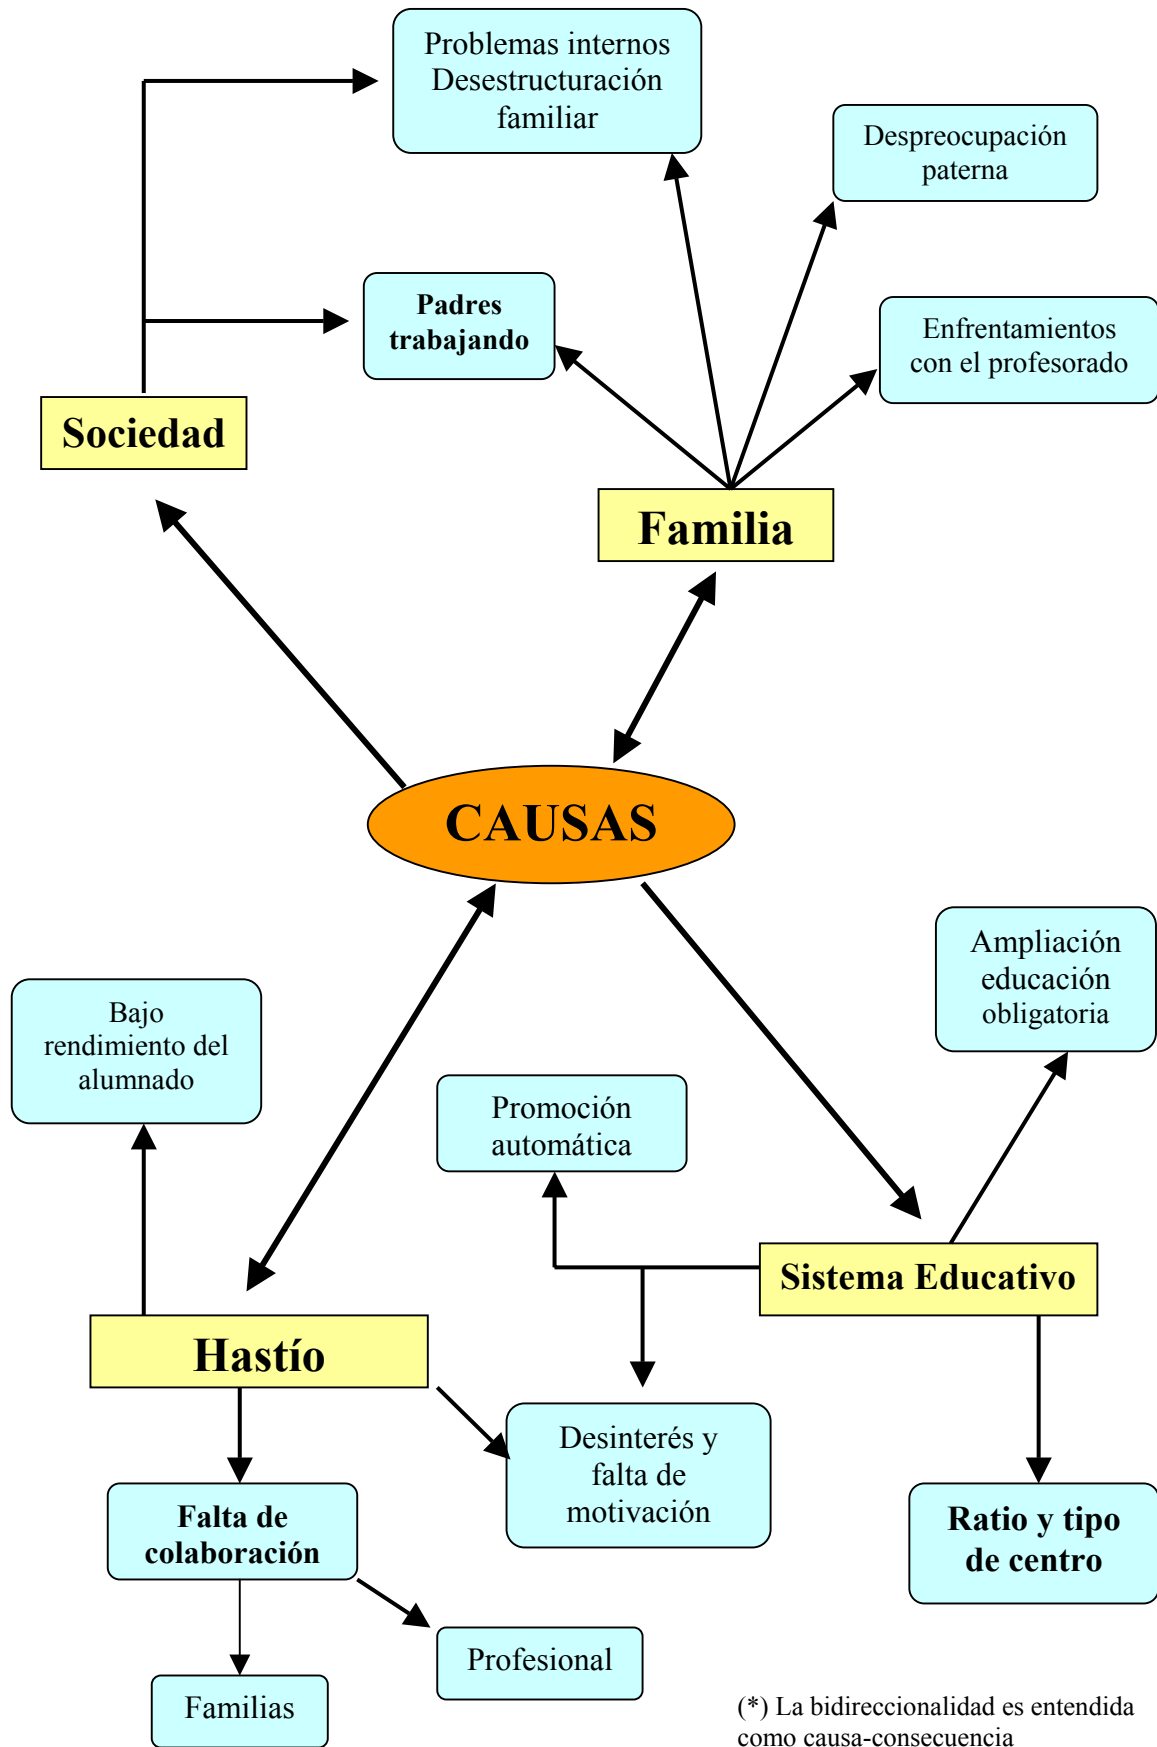 Problemas internos
Desestructuración
familiar
Despreocupación
paterna
Padres
trabajando
Enfrentamientos
con el profesorado
Sociedad
Familia
CAUSAS
Ampliación
educación
obligatoria
Bajo
rendimiento del
alumnado
Promoción
automática
Sistema Educativo
Hastío
Desinterés y
falta de
motivación
Falta de
colaboración
Ratio y tipo
de centro
Profesional
Familias
(*) La bidireccionalidad es entendida
como causa-consecuencia